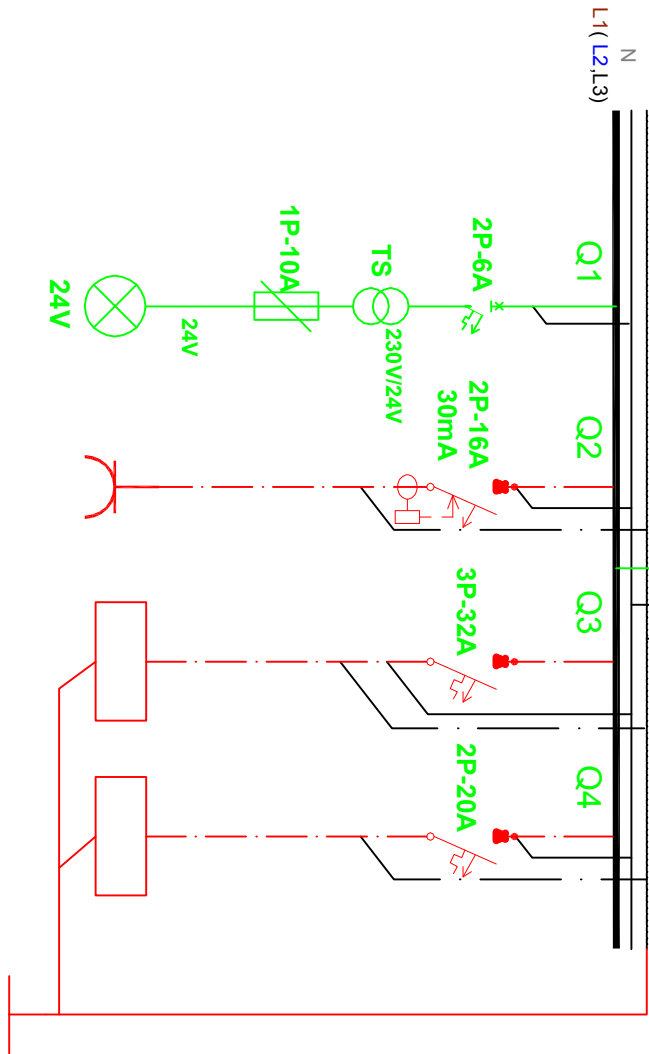 N
L1( L2,L3)
Q1
2P-6A
TS
230V/24V
1P-10A
24V
24V
Q2
2P-16A
30mA
Q3
3P-32A
Q4
2P-20A